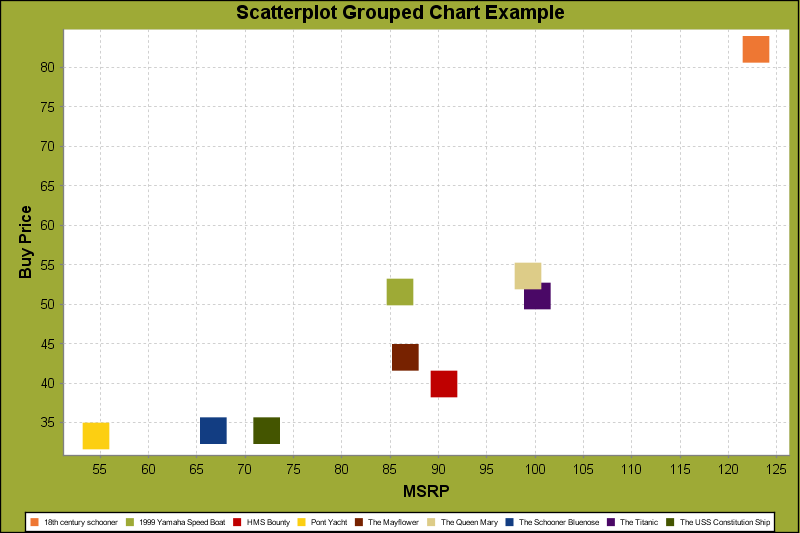 Scatterplot Grouped Chart Example
80
75
70
65
60
55
50
45
40
35
Buy Price
55 60 65 70 75 80 85 90 95 100 105 110 115 120 125
MSRP
18th century schooner 1999 Yamaha Speed Boat HMS Bounty Pont Yacht The Mayflower The Queen Mary The Schooner Bluenose The Titanic The USS Constitution Ship